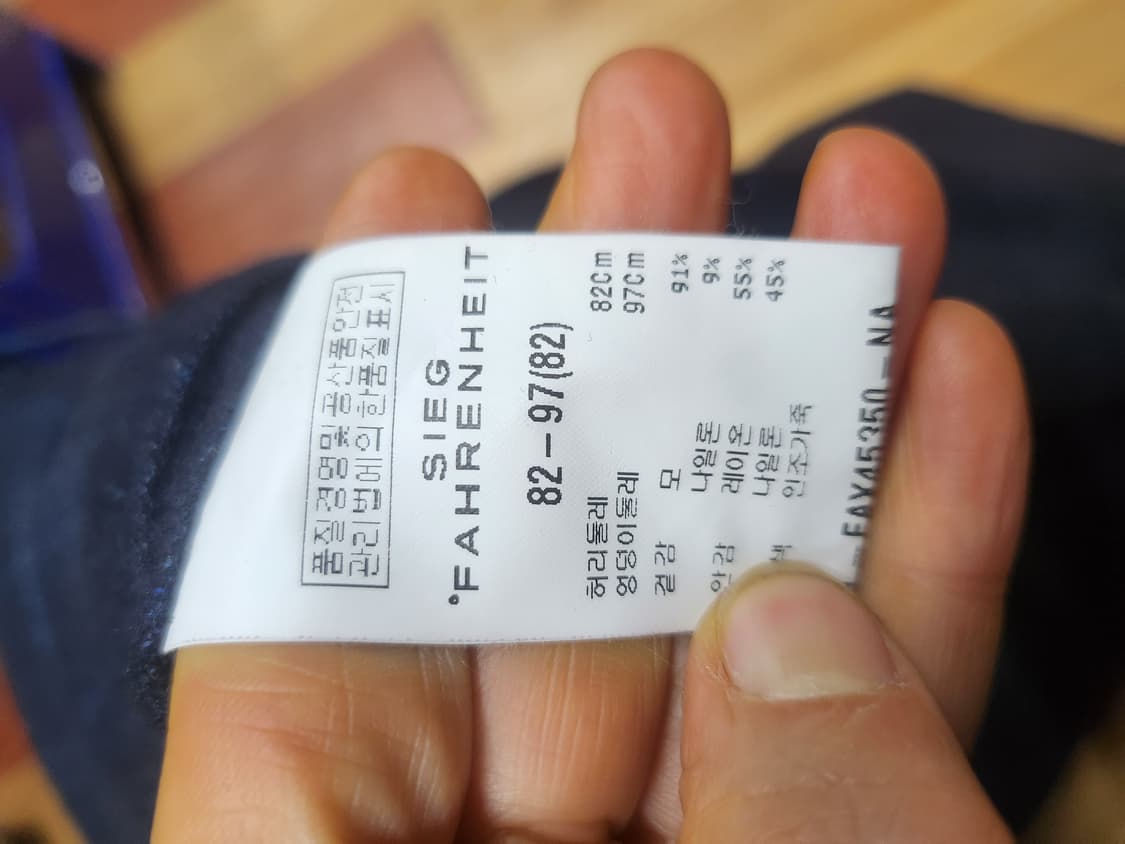 품질경영및공산품안전
관리법에의한품질표시
SIEG
°FAHRENHEIT
82-97(82)
허리둘레 82Cm
엉덩이둘레 97Cm
겉감 모 91%
나일론 9%
안감 레이온 55%
나일론 45%
인조가죽
FAY45350-NA